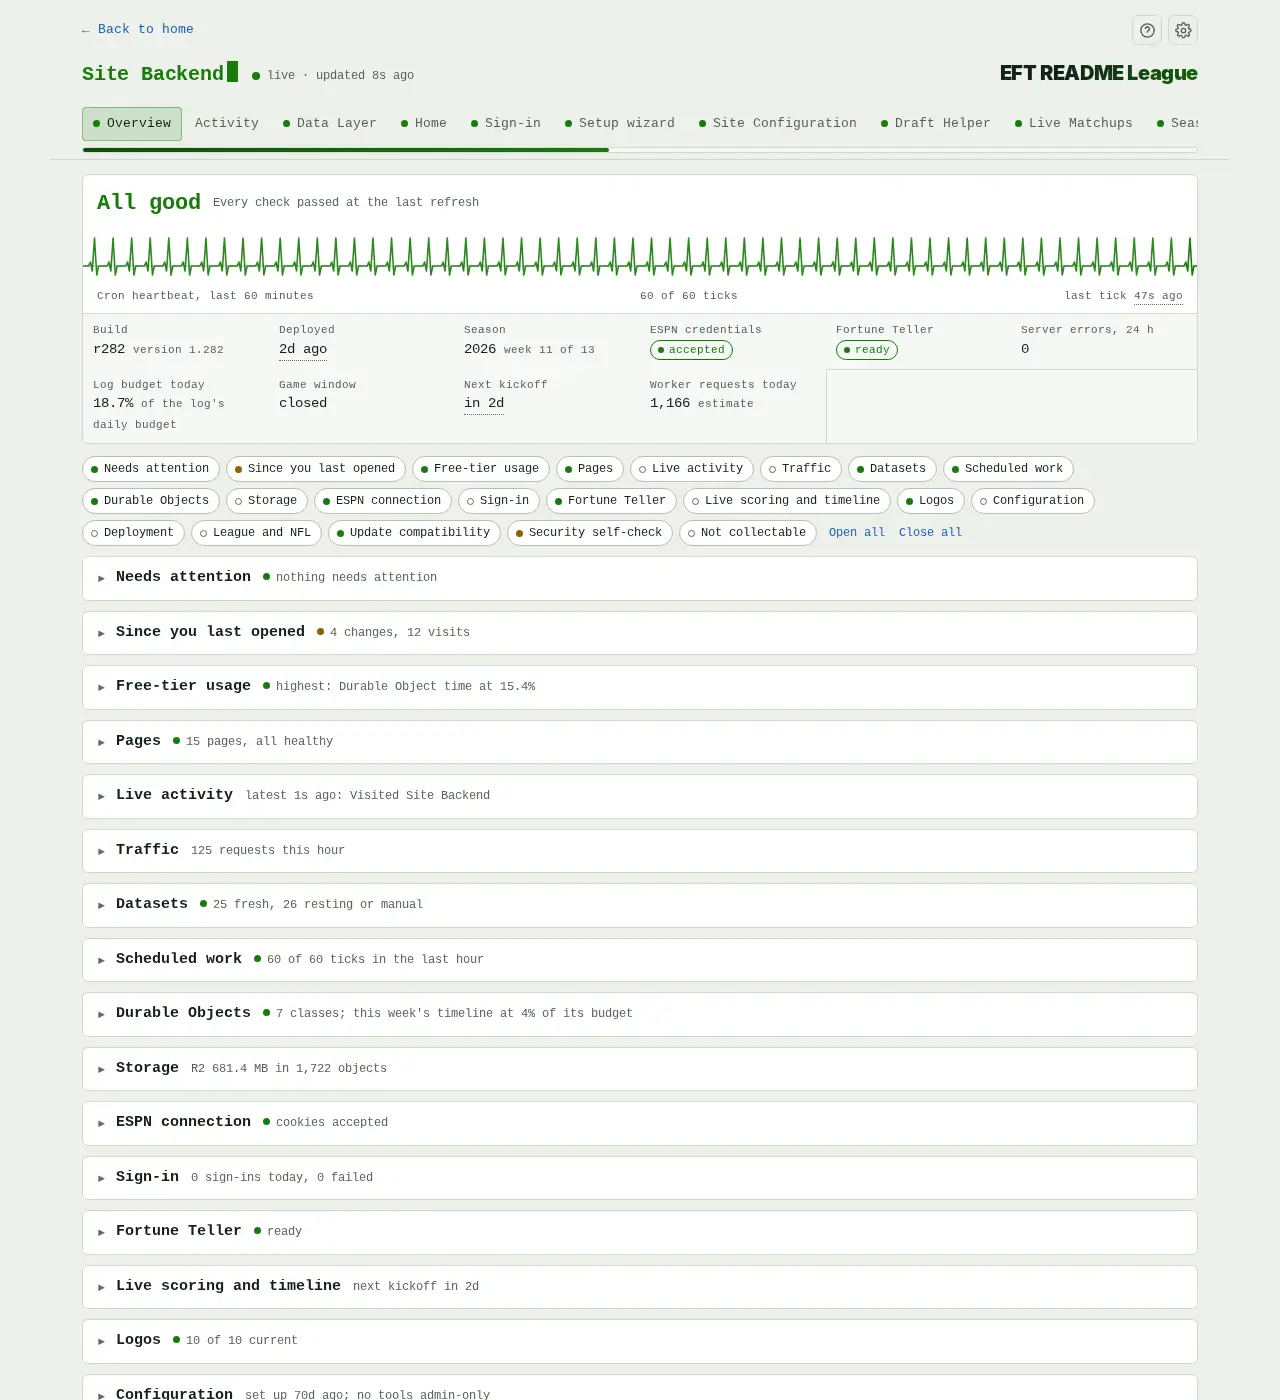 ← Back to home
Site Backend
live · updated 8s ago
EFT README League
Overview Activity Data Layer Home Sign-in Setup wizard Site Configuration Draft Helper Live Matchups
All good Every check passed at the last refresh
Cron heartbeat, last 60 minutes 60 of 60 ticks last tick 47s ago
Build Deployed Season ESPN credentials Fortune Teller Server errors, 24 h
r282 version 1.282 2d ago 2026 week 11 of 13 accepted ready 0
Log budget today Game window Next kickoff Worker requests today
18.7% of the log's closed in 2d 1,166 estimate
daily budget
Needs attention Since you last opened Free-tier usage Pages Live activity Traffic Datasets Scheduled work
Durable Objects Storage ESPN connection Sign-in Fortune Teller Live scoring and timeline Logos Configuration
Deployment League and NFL Update compatibility Security self-check Not collectable Open all Close all
Needs attention nothing needs attention
Since you last opened 4 changes, 12 visits
Free-tier usage highest: Durable Object time at 15.4%
Pages 15 pages, all healthy
Live activity latest 1s ago: Visited Site Backend
Traffic 125 requests this hour
Datasets 25 fresh, 26 resting or manual
Scheduled work 60 of 60 ticks in the last hour
Durable Objects 7 classes; this week's timeline at 4% of its budget
Storage R2 681.4 MB in 1,722 objects
ESPN connection cookies accepted
Sign-in 0 sign-ins today, 0 failed
Fortune Teller ready
Live scoring and timeline next kickoff in 2d
Logos 10 of 10 current
Configuration set up 70d ago; no tools admin-only